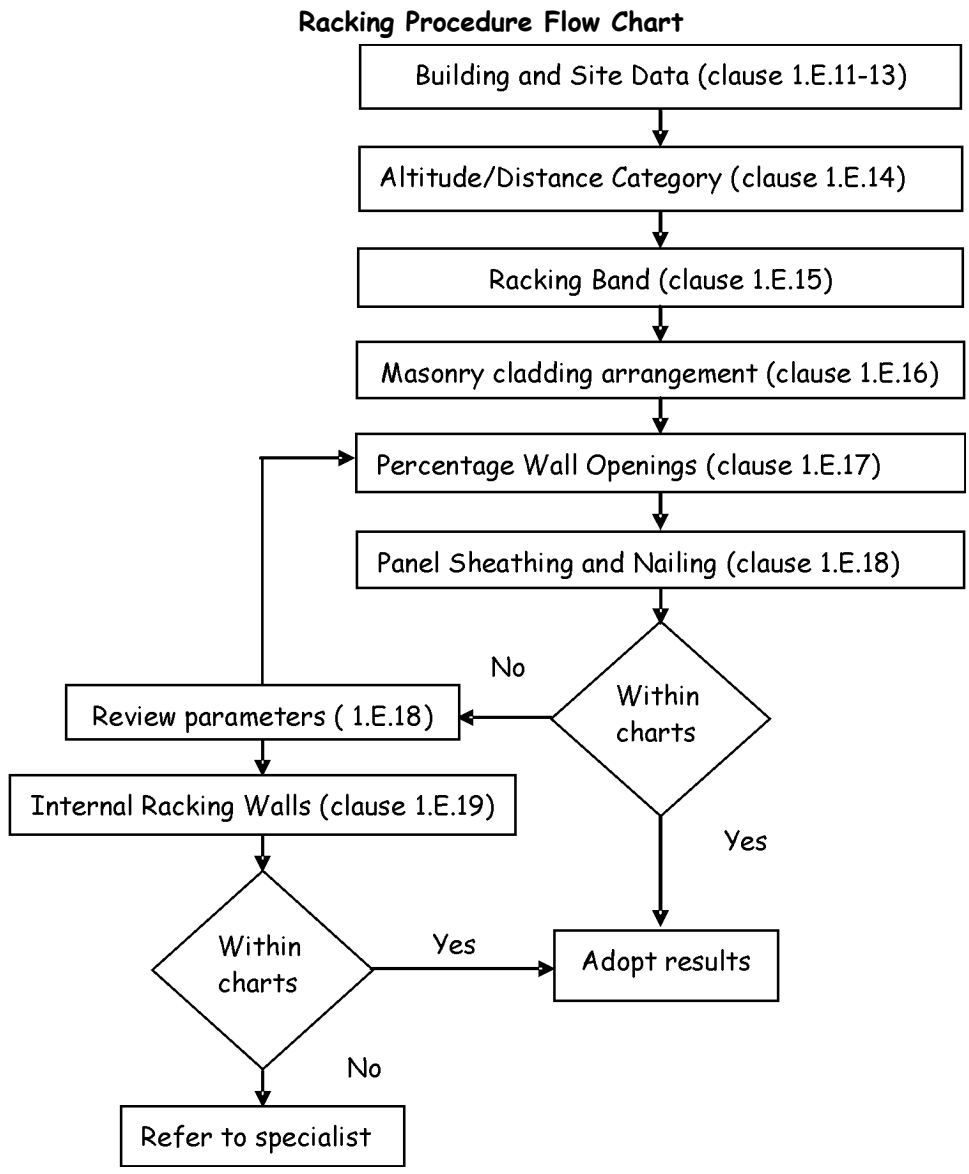 Racking Procedure Flow Chart
Building and Site Data (clause 1.E.11-13)
Altitude/Distance Category (clause 1.E.14)
Racking Band (clause 1.E.15)
Masonry cladding arrangement (clause 1.E.16)
Percentage Wall Openings (clause 1.E.17)
Panel Sheathing and Nailing (clause 1.E.18)
No
Within
charts
Review parameters ( 1.E.18)
Internal Racking Walls (clause 1.E.19)
Yes
Within
charts
Yes
Adopt results
No
Refer to specialist